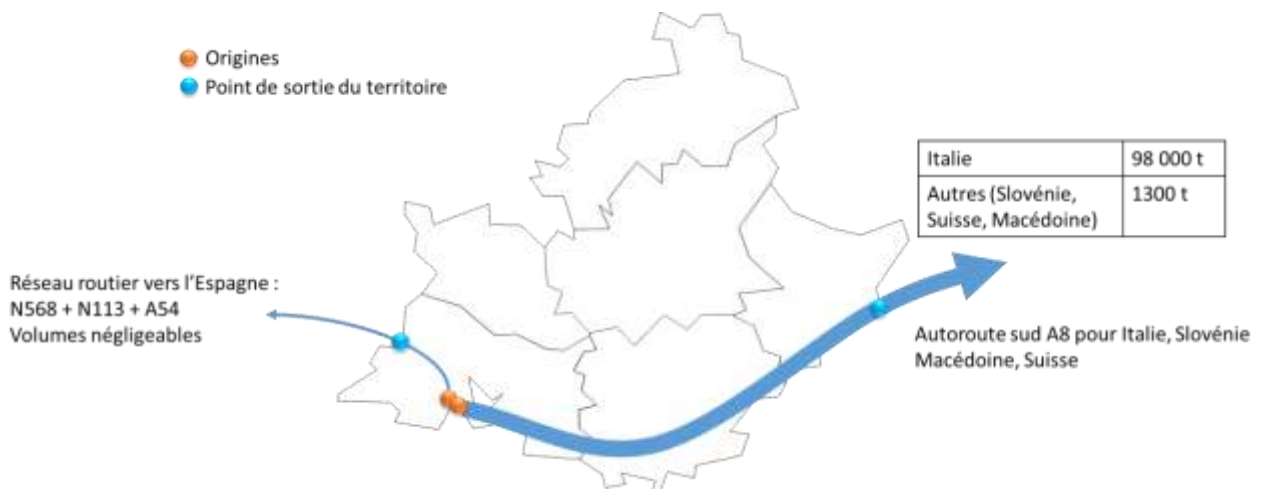 Origines
Point de sortie du territoire
Italie 98 000 t
Autres (Slovénie, 1300 t
Suisse, Macédoine)
Réseau routier vers l'Espagne :
N568 + N113 + A54
Volumes négligeables
Autoroute sud A8 pour Italie, Slovénie
Macédoine, Suisse